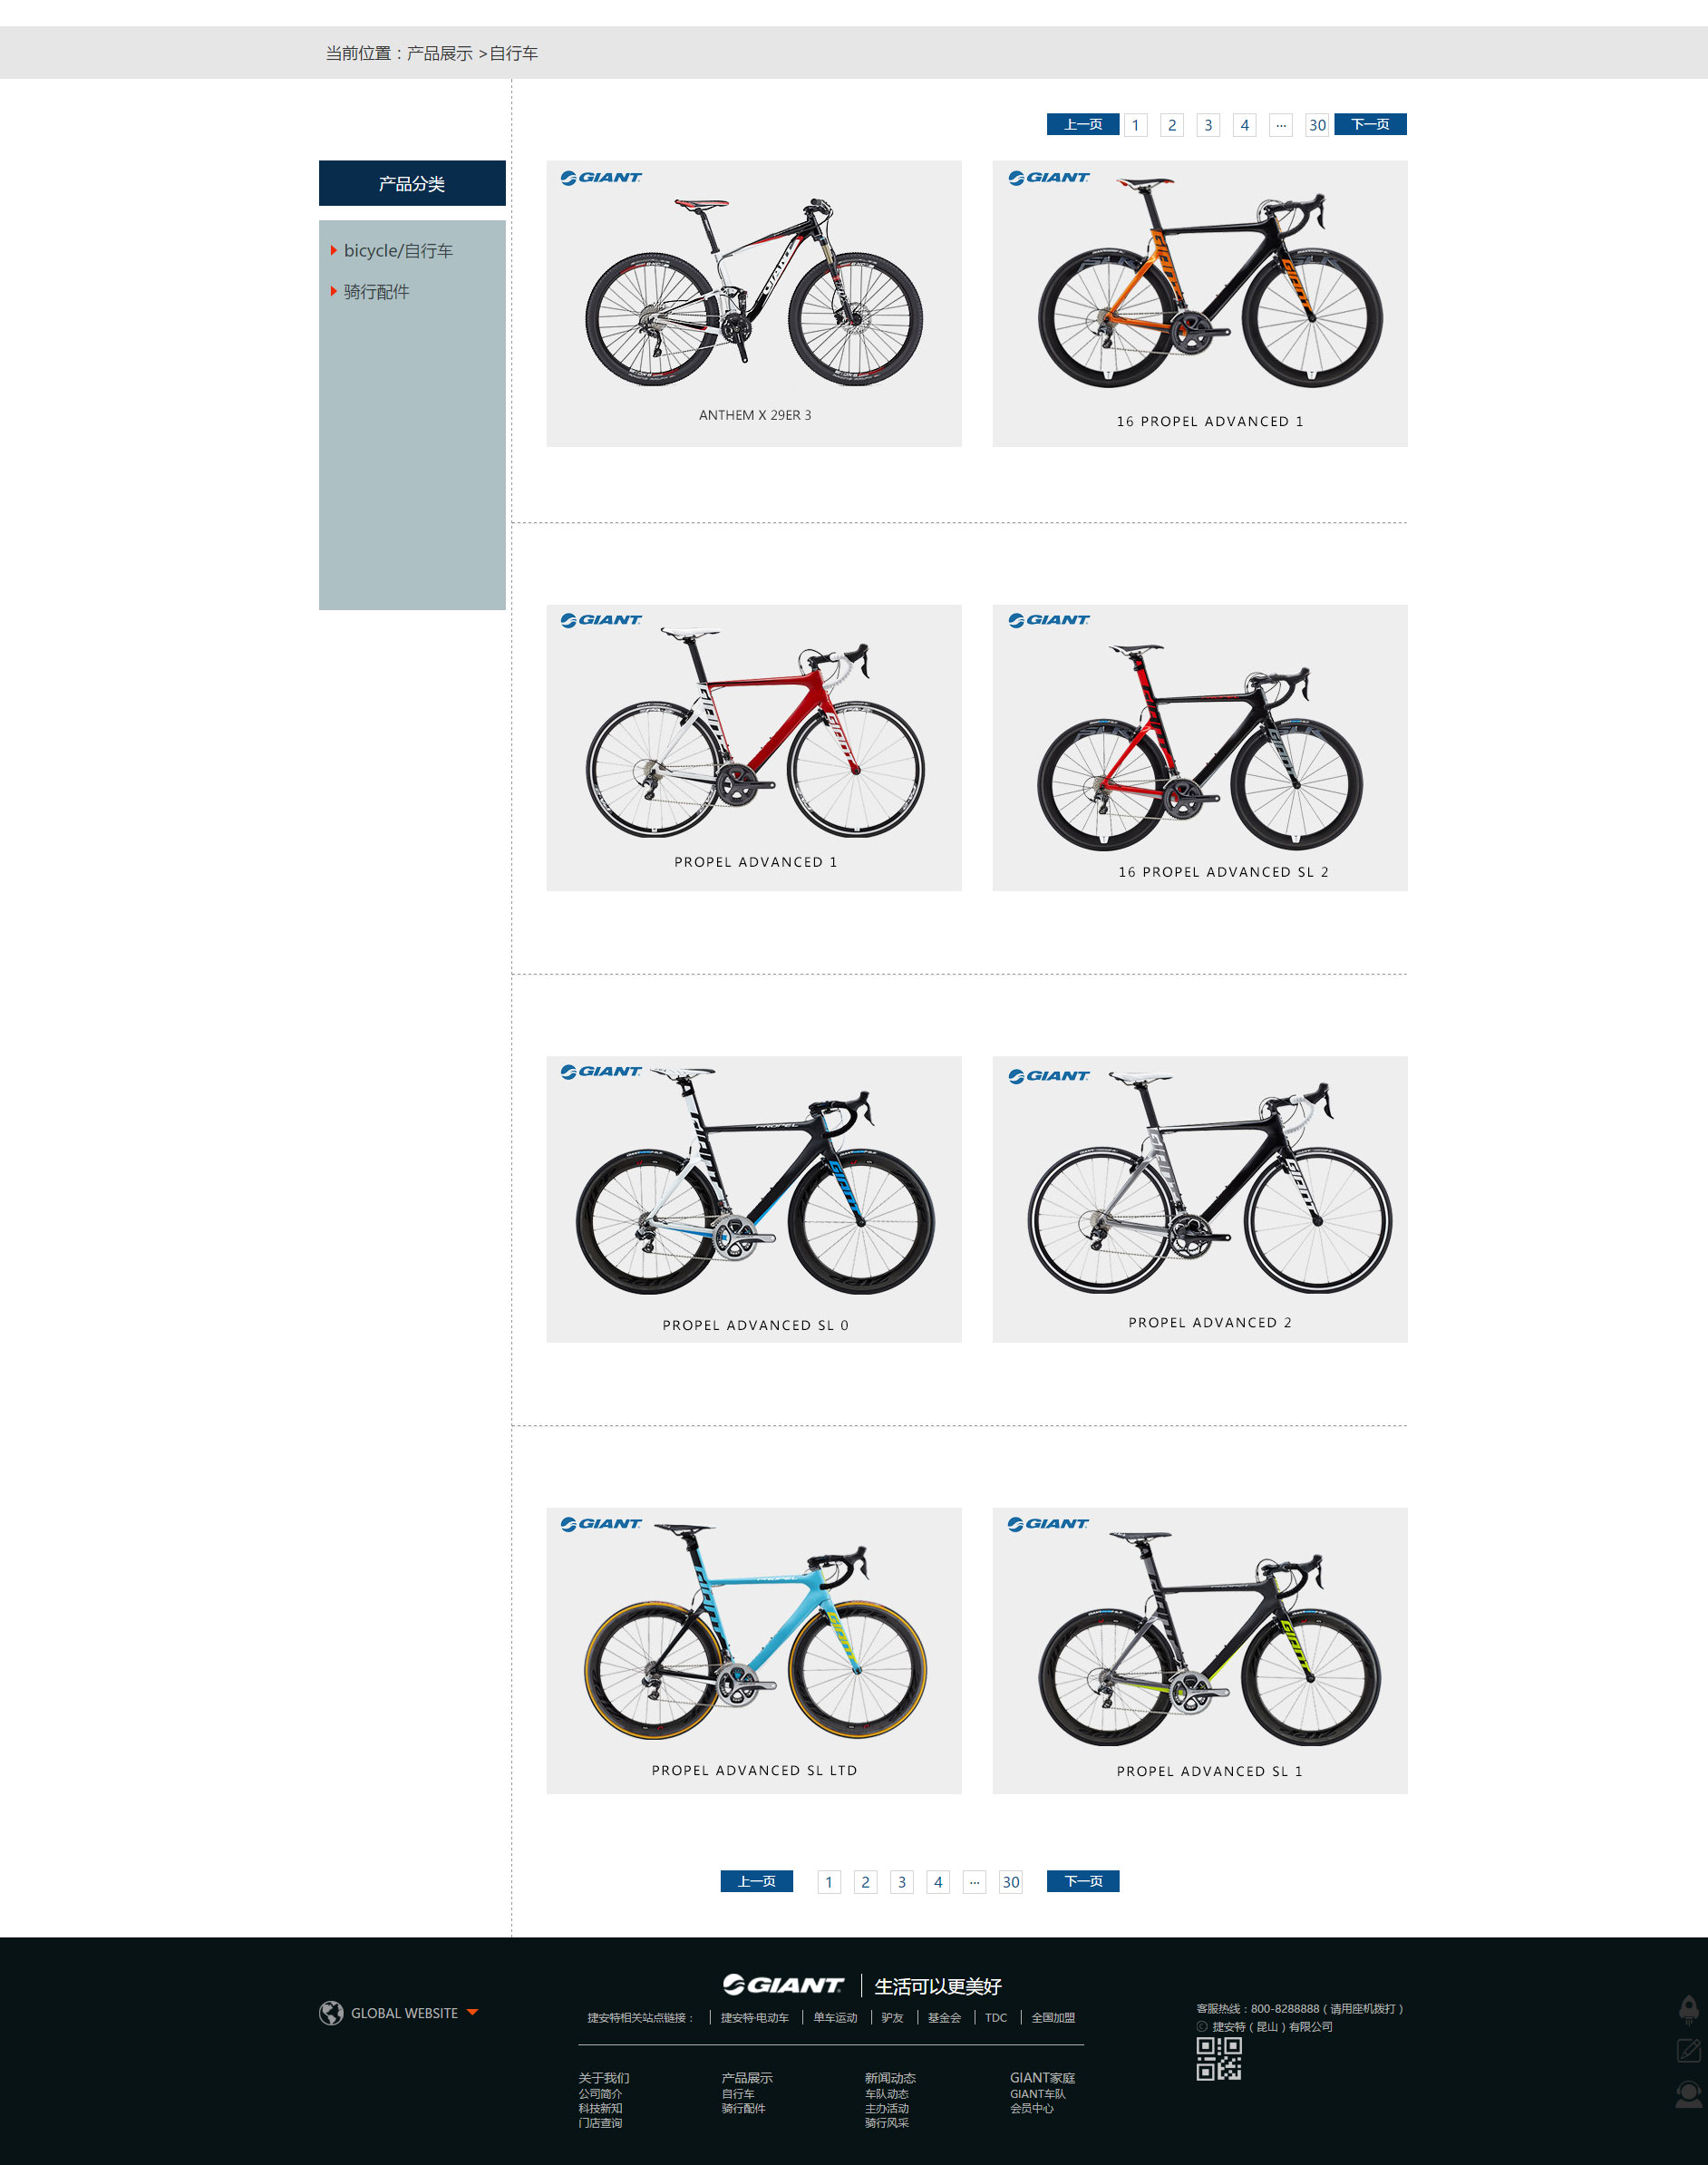 当前位置：产品展示 >自行车
上一页 1 2 3 4 ... 30 下一页
产品分类
bicycle/自行车
骑行配件
GIANT
GIANT
ANTHEM X 29ER 3
16 PROPEL ADVANCED 1
GIANT
GIANT
PROPEL ADVANCED 1
16 PROPEL ADVANCED SL 2
GIANT
GIANT
PROPEL ADVANCED SL 0
PROPEL ADVANCED 2
GIANT
GIANT
PROPEL ADVANCED SL LTD
PROPEL ADVANCED SL 1
上一页 1 2 3 4 ... 30 下一页
GIANT | 生活可以更美好
GLOBAL WEBSITE
捷安特相关站点链接： | 捷安特·电动车 | 单车运动 | 驴友 | 基金会 | TDC | 全国加盟
客服热线：800-8288888（请用座机拨打）
© 捷安特（昆山）有限公司
关于我们 产品展示 新闻动态 GIANT家庭
公司简介 自行车 车队动态 GIANT车队
科技新知 骑行配件 主办活动 会员中心
门店查询 骑行风采